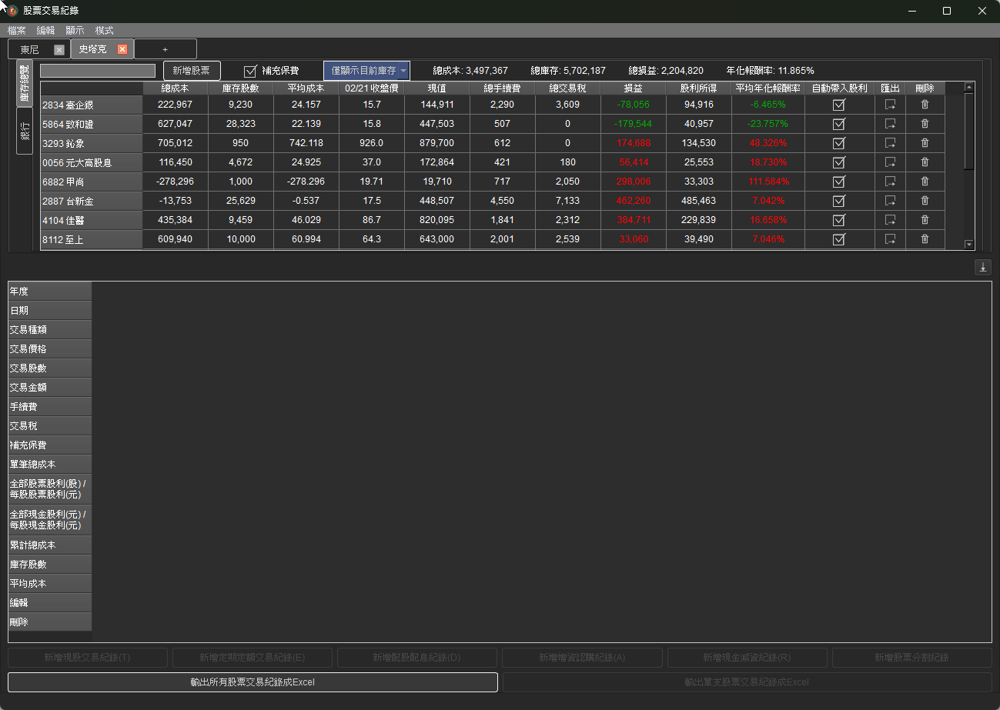 股票交易紀錄
檔案 編輯 顯示 模式
東尼 史塔克 +
庫存總覽
銀行
新增股票 補充保費 僅顯示目前庫存 總成本: 3,497,367 總庫存: 5,702,187 總損益: 2,204,820 年化報酬率: 11.865%
總成本 庫存股數 平均成本 02/21 收盤價 現值 總手續費 總交易稅 損益 股利所得 平均年化報酬率 自動帶入股利 匯出 刪除
2834 臺企銀 222,967 9,230 24.157 15.7 144,911 2,290 3,609 -78,056 94,916 -6.465%
5864 致和證 627,047 28,323 22.139 15.8 447,503 507 0 -179,544 40,957 -23.757%
3293 鈊象 705,012 950 742.118 926.0 879,700 612 0 174,688 134,530 48.326%
0056 元大高股息 116,450 4,672 24.925 37.0 172,864 421 180 56,414 25,553 18.730%
6882 甲尚 -278,296 1,000 -278.296 19.71 19,710 717 2,050 298,006 33,303 111.584%
2887 台新金 -13,753 25,629 -0.537 17.5 448,507 4,550 7,133 462,260 485,463 7.042%
4104 佳醫 435,384 9,459 46.029 86.7 820,095 1,841 2,312 384,711 229,839 16.658%
8112 至上 609,940 10,000 60.994 64.3 643,000 2,001 2,539 33,060 39,490 7.046%
年度
日期
交易種類
交易價格
交易股數
交易金額
手續費
交易稅
補充保費
單筆總成本
全部股票股利(股) /
每股股票股利(元)
全部現金股利(元) /
每股現金股利(元)
累計總成本
庫存股數
平均成本
編輯
刪除
新增現股交易紀錄(T) 新增定期定額交易紀錄(E) 新增配股配息紀錄(D) 新增增資認購紀錄(A) 新增現金減資紀錄(R) 新增股票分割紀錄
輸出所有股票交易紀錄成Excel 輸出單支股票交易紀錄成Excel